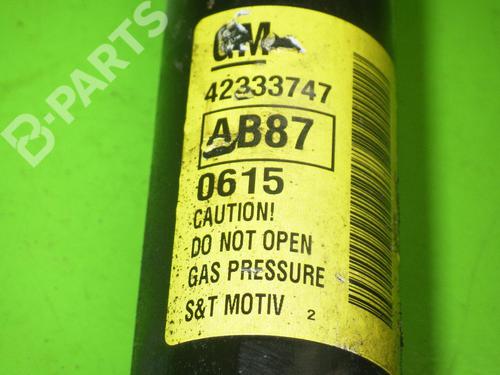 GM
42333747
AB87
0615
CAUTION!
DO NOT OPEN
GAS PRESSURE
S&T MOTIV 2
B-PARTS